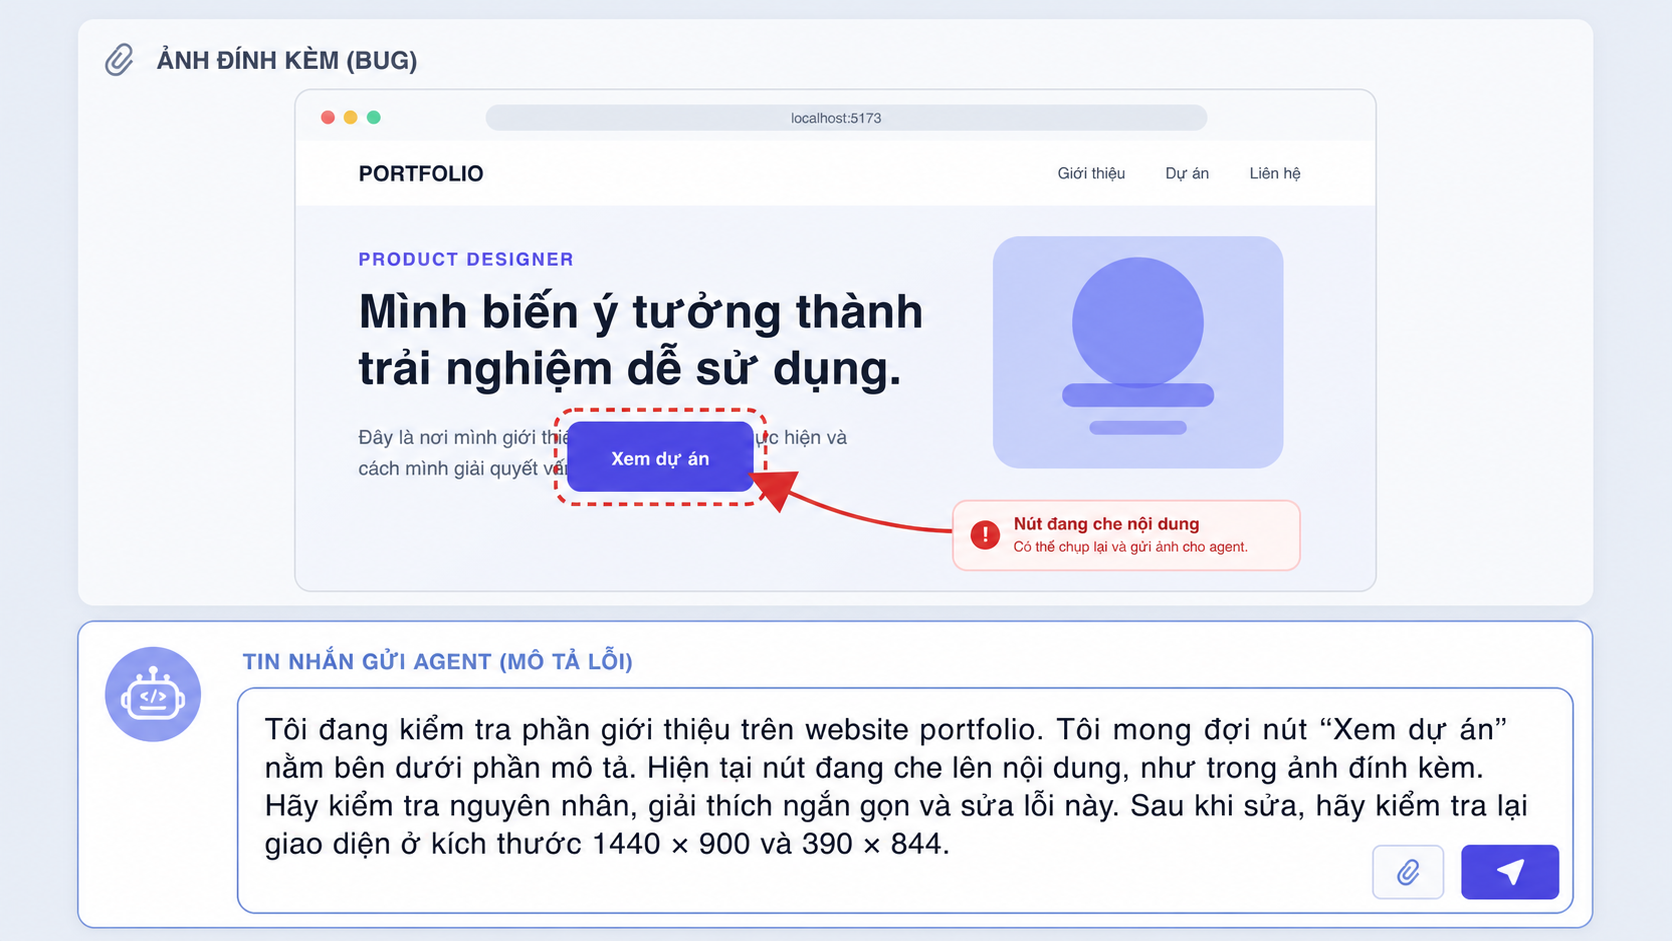 ẢNH ĐÍNH KÈM (BUG)
localhost:5173
PORTFOLIO
Giới thiệu
Dự án
Liên hệ
PRODUCT DESIGNER
Mình biến ý tưởng thành
trải nghiệm dễ sử dụng.
Đây là nơi mình giới hiện và
cách mình giải quyết
Xem dự án
!
Nút đang che nội dung
Có thể chụp lại và gửi ảnh cho agent.
TIN NHẮN GỬI AGENT (MÔ TẢ LỖI)
</>
Tôi đang kiểm tra phần giới thiệu trên website portfolio. Tôi mong đợi nút “Xem dự án”
nằm bên dưới phần mô tả. Hiện tại nút đang che lên nội dung, như trong ảnh đính kèm.
Hãy kiểm tra nguyên nhân, giải thích ngắn gọn và sửa lỗi này. Sau khi sửa, hãy kiểm tra lại
giao diện ở kích thước 1440 × 900 và 390 × 844.